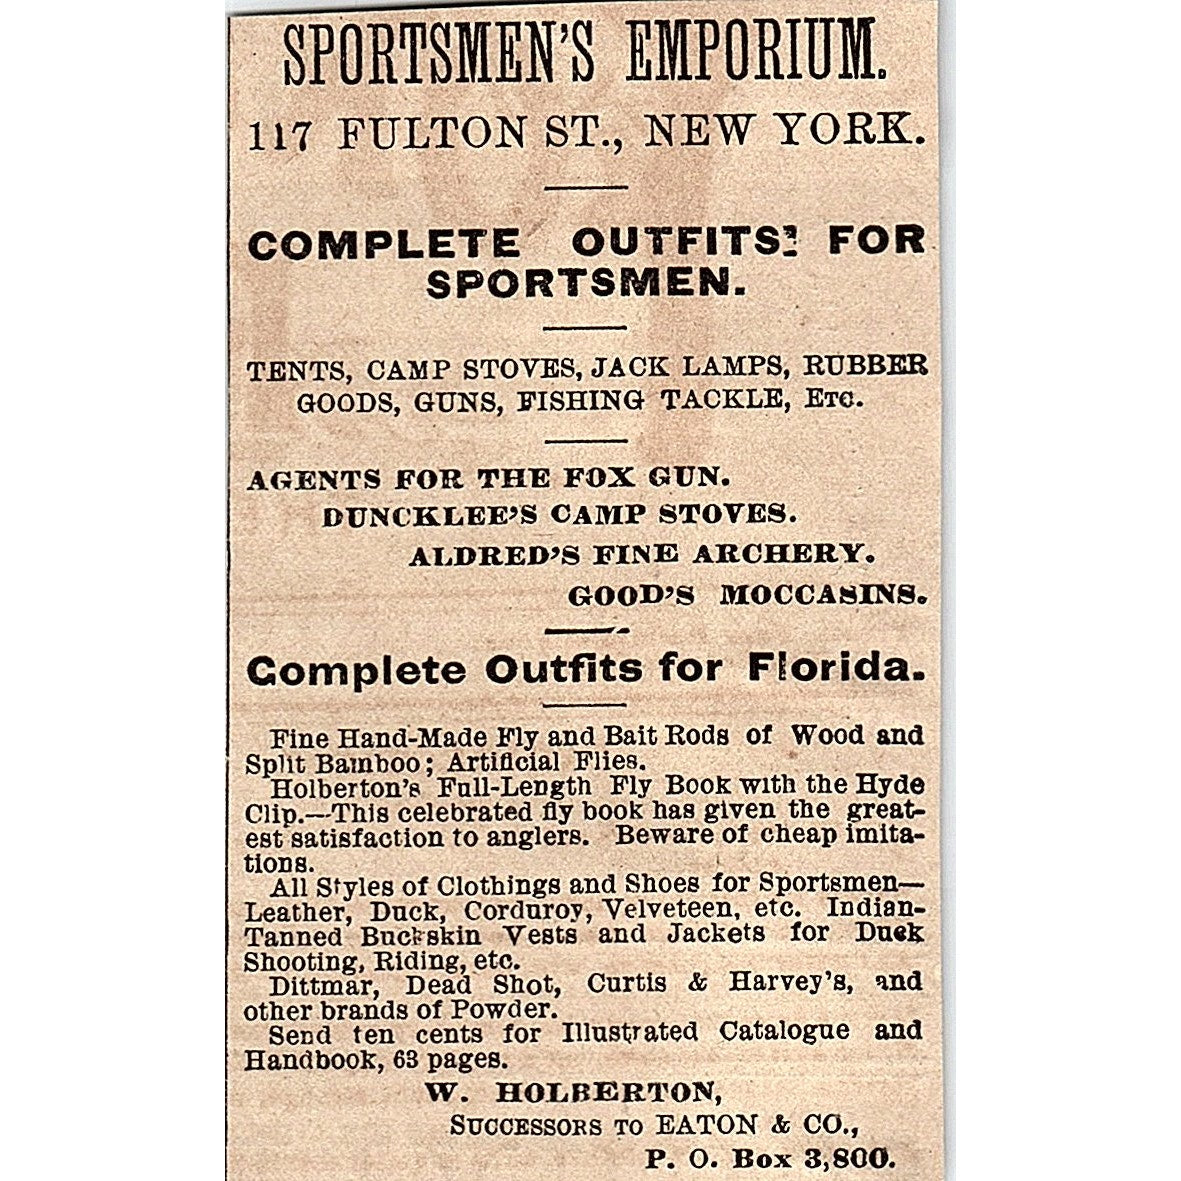 SPORTSMEN'S EMPORIUM.
117 FULTON ST., NEW YORK.
COMPLETE OUTFITS FOR
SPORTSMEN.
TENTS, CAMP STOVES, JACK LAMPS, RUBBER
GOODS, GUNS, FISHING TACKLE, ETC.
AGENTS FOR THE FOX GUN.
DUNCKLEE'S CAMP STOVES.
ALDRED'S FINE ARCHERY.
GOOD'S MOCCASINS.
Complete Outfits for Florida.
Fine Hand-Made Fly and Bait Rods of Wood and
Split Bamboo; Artificial Flies.
Holberton's Full-Length Fly Book with the Hyde
Clip.—This celebrated fly book has given the great-
est satisfaction to anglers. Beware of cheap imita-
tions.
All Styles of Clothings and Shoes for Sportsmen—
Leather, Duck, Corduroy, Velveteen, etc. Indian-
Tanned Buckskin Vests and Jackets for Duck
Shooting, Riding, etc.
Dittmar, Dead Shot, Curtis & Harvey's, and
other brands of Powder.
Send ten cents for Illustrated Catalogue and
Handbook, 63 pages.
W. HOLBERTON,
SUCCESSORS TO EATON & CO.,
P. O. Box 3,800.